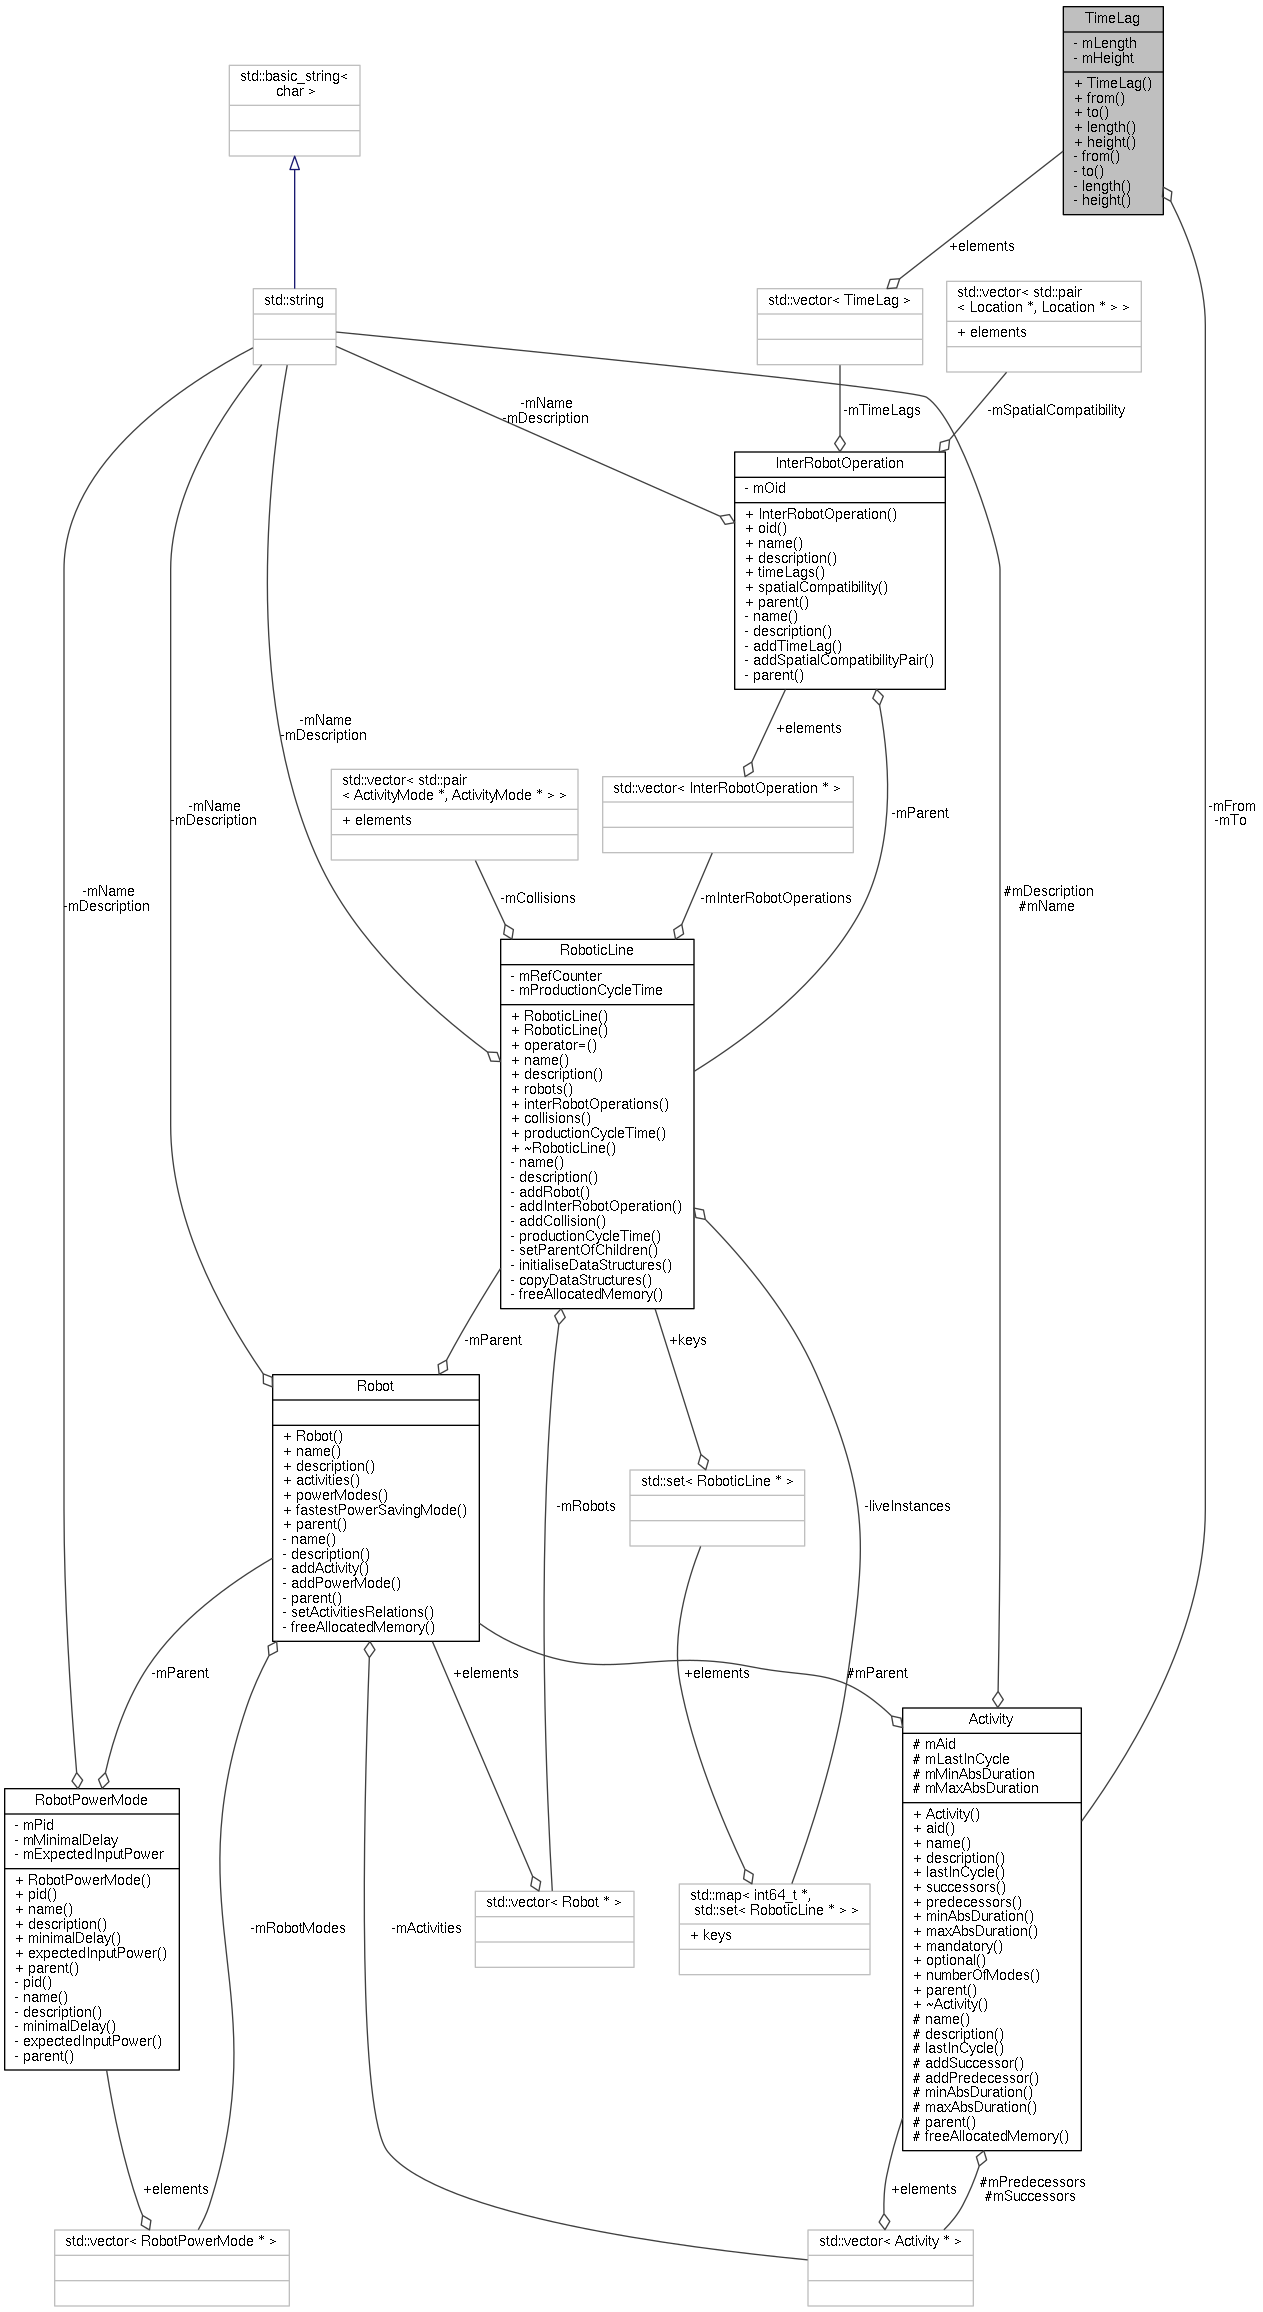 TimeLag
- mLength
- mHeight
+ TimeLag()
+ from()
+ to()
+ length()
+ height()
- from()
- to()
- length()
- height()
std::basic_string<
char >
+elements
std::string
std::vector< TimeLag >
std::vector< std::pair
< Location *, Location * > >
+ elements
-mName
-mDescription
-mTimeLags
-mSpatialCompatibility
InterRobotOperation
- mOid
+ InterRobotOperation()
+ oid()
+ name()
+ description()
+ timeLags()
+ spatialCompatibility()
+ parent()
- name()
- description()
- addTimeLag()
- addSpatialCompatibilityPair()
- parent()
-mName
-mDescription
+elements
std::vector< std::pair
< ActivityMode *, ActivityMode * > >
+ elements
std::vector< InterRobotOperation * >
-mName
-mDescription
-mParent
-mFrom
-mTo
-mName
-mDescription
-mCollisions
-mInterRobotOperations
#mDescription
#mName
RoboticLine
- mRefCounter
- mProductionCycleTime
+ RoboticLine()
+ RoboticLine()
+ operator=()
+ name()
+ description()
+ robots()
+ interRobotOperations()
+ collisions()
+ productionCycleTime()
+ ~RoboticLine()
- name()
- description()
- addRobot()
- addInterRobotOperation()
- addCollision()
- productionCycleTime()
- setParentOfChildren()
- initialiseDataStructures()
- copyDataStructures()
- freeAllocatedMemory()
-mParent
+keys
Robot
+ Robot()
+ name()
+ description()
+ activities()
+ powerModes()
+ fastestPowerSavingMode()
+ parent()
- name()
- description()
- addActivity()
- addPowerMode()
- parent()
- setActivitiesRelations()
- freeAllocatedMemory()
-mRobots
std::set< RoboticLine * >
-liveInstances
-mParent
+elements
+elements
#mParent
Activity
# mAid
# mLastInCycle
# mMinAbsDuration
# mMaxAbsDuration
+ Activity()
+ aid()
+ name()
+ description()
+ lastInCycle()
+ successors()
+ predecessors()
+ minAbsDuration()
+ maxAbsDuration()
+ mandatory()
+ optional()
+ numberOfModes()
+ parent()
+ ~Activity()
# name()
# description()
# lastInCycle()
# addSuccessor()
# addPredecessor()
# minAbsDuration()
# maxAbsDuration()
# parent()
# freeAllocatedMemory()
RobotPowerMode
- mPid
- mMinimalDelay
- mExpectedInputPower
+ RobotPowerMode()
+ pid()
+ name()
+ description()
+ minimalDelay()
+ expectedInputPower()
+ parent()
- pid()
- name()
- description()
- minimalDelay()
- expectedInputPower()
- parent()
-mRobotModes
-mActivities
std::vector< Robot * >
std::map< int64_t *,
std::set< RoboticLine * > >
+ keys
+elements
+elements
#mPredecessors
#mSuccessors
std::vector< RobotPowerMode * >
std::vector< Activity * >